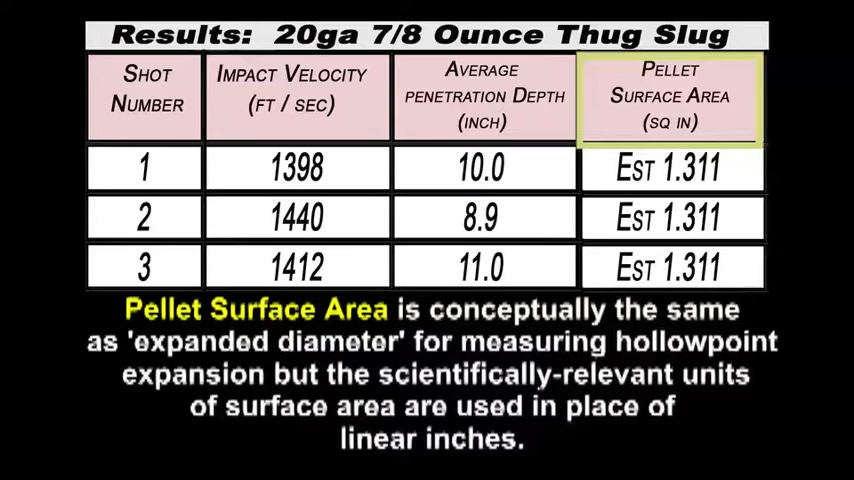 Results: 20ga 7/8 Ounce Thug Slug
Shot Number Impact Velocity (ft / sec) Average penetration Depth (inch) Pellet Surface Area (sq in)
1 1398 10.0 Est 1.311
2 1440 8.9 Est 1.311
3 1412 11.0 Est 1.311
Pellet Surface Area is conceptually the same
as 'expanded diameter' for measuring hollowpoint
expansion but the scientifically-relevant units
of surface area are used in place of
linear inches.